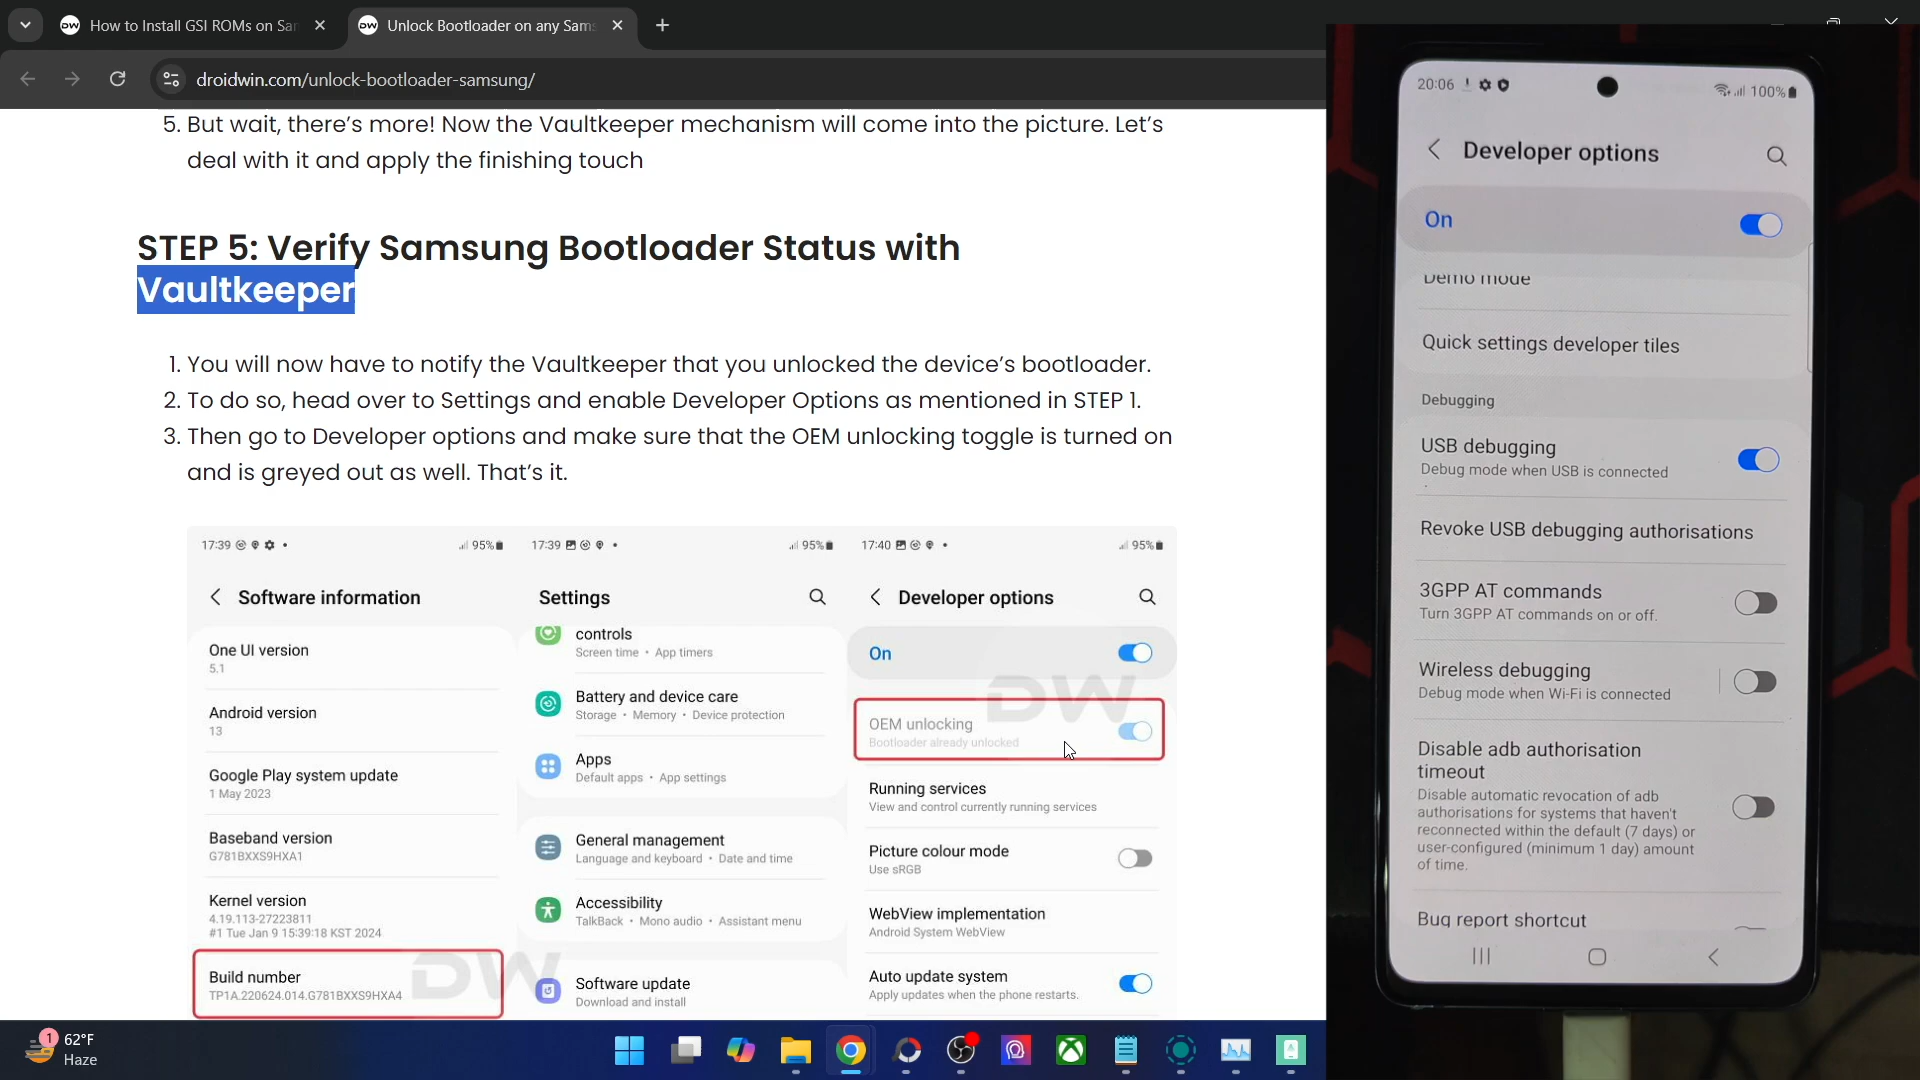 How to Install GSI ROMs on Sar
Unlock Bootloader on any Sams
droidwin.com/unlock-bootloader-samsung/
5. But wait, there's more! Now the Vaultkeeper mechanism will come into the picture. Let's
deal with it and apply the finishing touch
STEP 5: Verify Samsung Bootloader Status with
Vaultkeeper
1. You will now have to notify the Vaultkeeper that you unlocked the device's bootloader.
2. To do so, head over to Settings and enable Developer Options as mentioned in STEP 1.
3. Then go to Developer options and make sure that the OEM unlocking toggle is turned on
and is greyed out as well. That's it.
17:39
95%
Software information
One UI version
5.1
Android version
13
Google Play system update
1 May 2023
Baseband version
G781BXXS9HXA1
Kernel version
4.19.113-27223811
#1 Tue Jan 9 15:39:18 KST 2024
Build number
TP1A.220624.014.G781BXXS9HXA4
DW
17:39
95%
Settings
controls
Screen time • App timers
Battery and device care
Storage • Memory • Device protection
Apps
Default apps • App settings
General management
Language and keyboard • Date and time
Accessibility
TalkBack • Mono audio • Assistant menu
Software update
Download and install
17:40
95%
Developer options
On
DW
OEM unlocking
Bootloader already unlocked
Running services
View and control currently running services
Picture colour mode
Use sRGB
WebView implementation
Android System WebView
Auto update system
Apply updates when the phone restarts.
1
62°F
Haze
20:06
100%
Developer options
On
Demo mode
Quick settings developer tiles
Debugging
USB debugging
Debug mode when USB is connected
Revoke USB debugging authorisations
3GPP AT commands
Turn 3GPP AT commands on or off.
Wireless debugging
Debug mode when Wi-Fi is connected
Disable adb authorisation
timeout
Disable automatic revocation of adb
authorisations for systems that haven't
reconnected within the default (7 days) or
user-configured (minimum 1 day) amount
of time.
Bug report shortcut